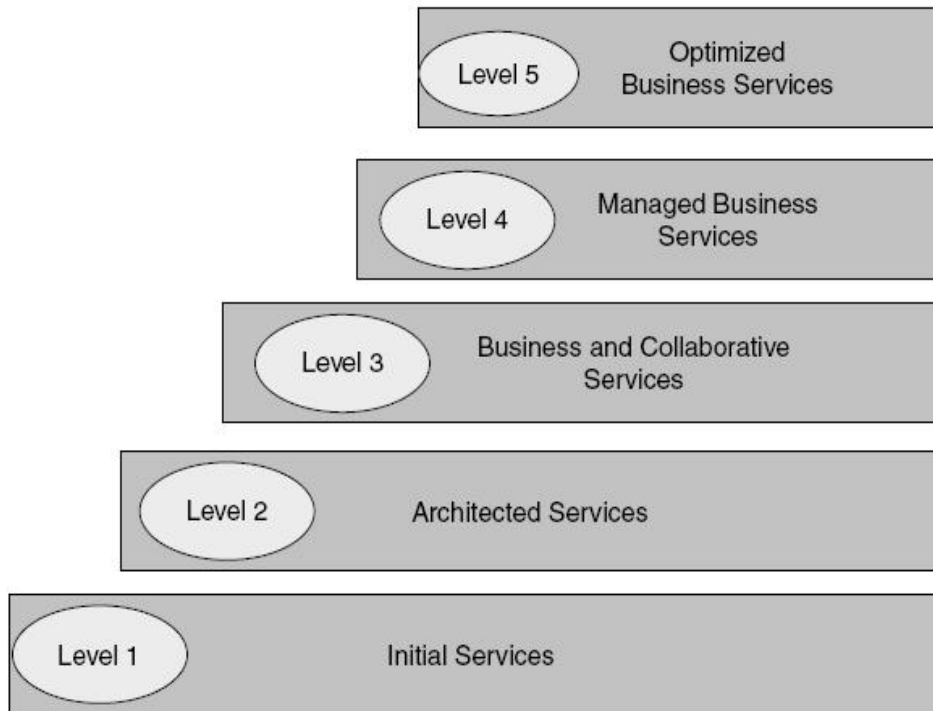 Level 5
Optimized
Business Services
Level 4
Managed Business
Services
Level 3
Business and Collaborative
Services
Level 2
Architected Services
Level 1
Initial Services